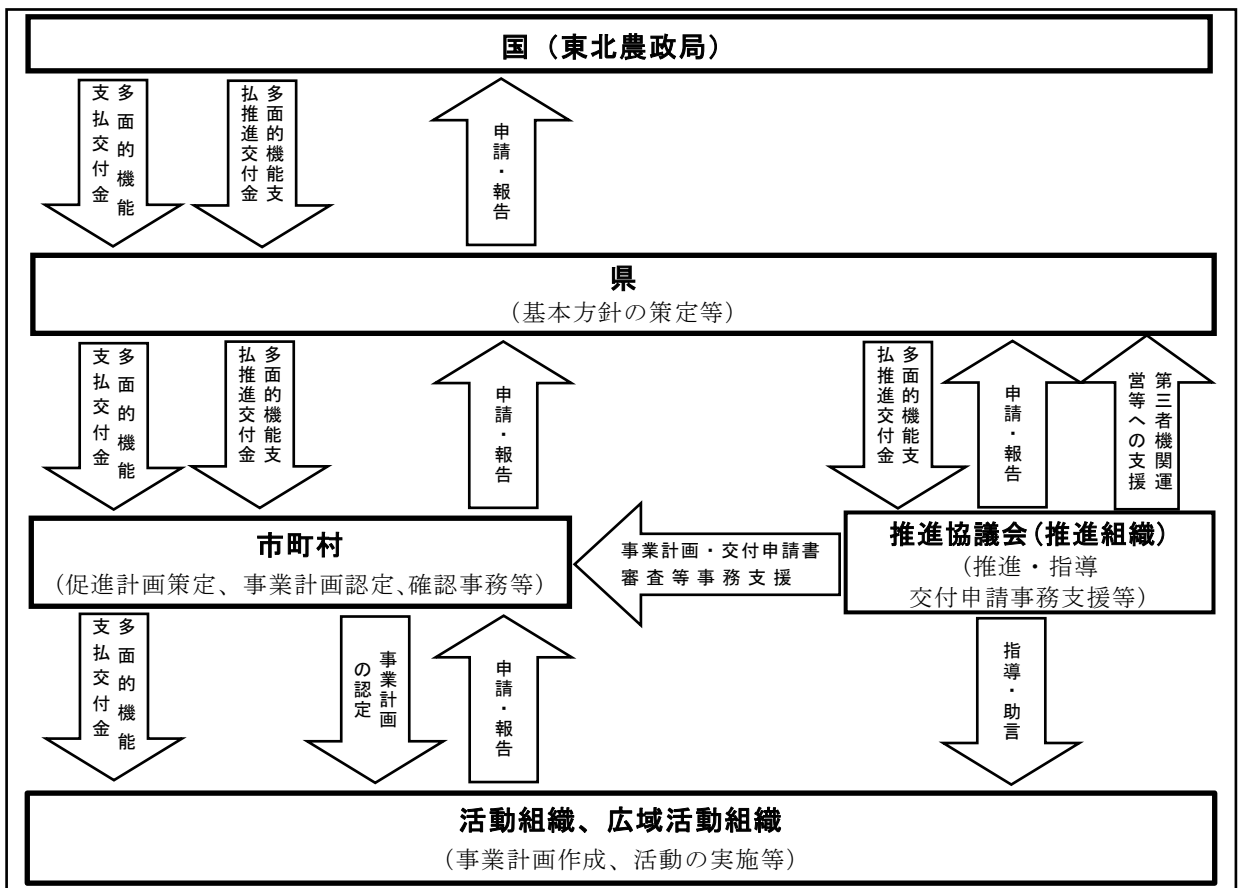 国（東北農政局）
多面的機能
支払交付金
多面的機能支
払推進交付金
申請・報告
県
（基本方針の策定等）
多面的機能
支払交付金
多面的機能支
払推進交付金
申請・報告
多面的機能支
払推進交付金
申請・報告
第三者機関運
営等への支援
市町村
（促進計画策定、事業計画認定、確認事務等）
事業計画・交付申請書
審査等事務支援
推進協議会（推進組織）
（推進・指導
交付申請事務支援等）
多面的機能
支払交付金
事業計画
の認定
申請・報告
指導・助言
活動組織、広域活動組織
（事業計画作成、活動の実施等）